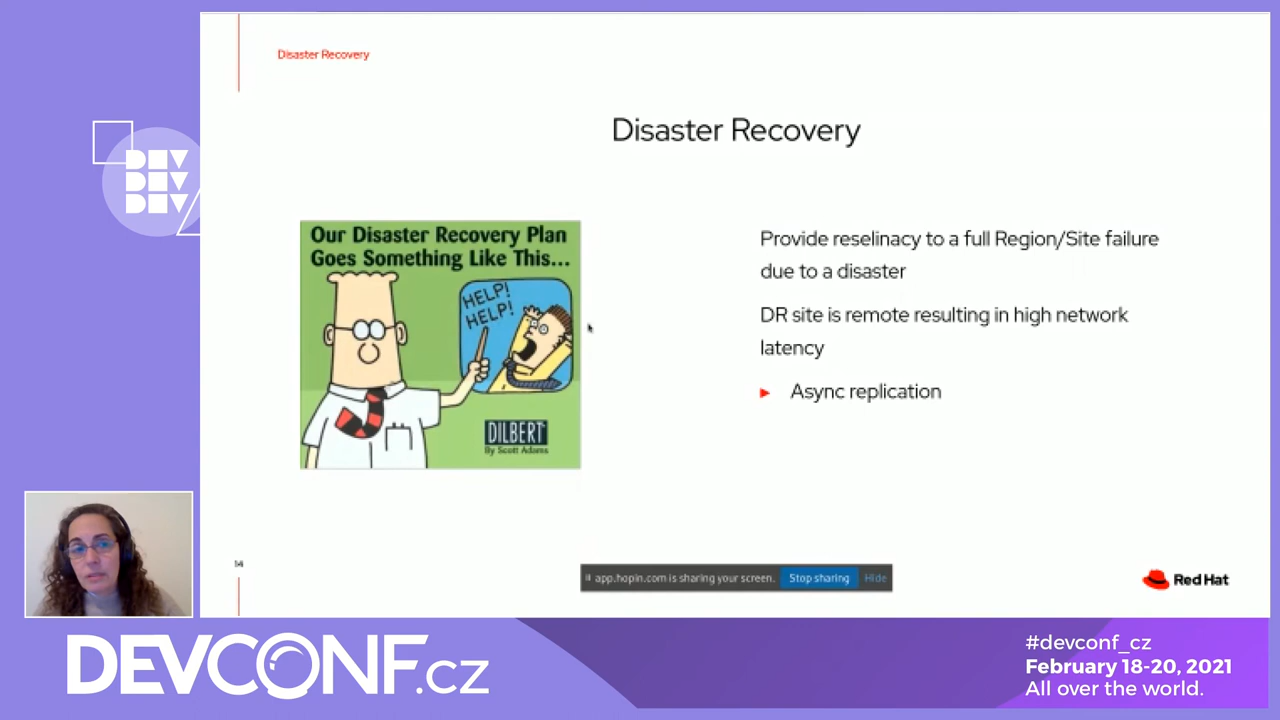 Disaster Recovery
Disaster Recovery
DEV
DEV
DEV
Our Disaster Recovery Plan
Goes Something Like This...
HELP!
HELP!
DILBERT
By Scott Adams
Provide reselinacy to a full Region/Site failure
due to a disaster
DR site is remote resulting in high network
latency
Async replication
14
app.hopin.com is sharing your screen. Stop sharing Hide
Red Hat
DEVCONF.cz
#devconf_cz
February 18-20, 2021
All over the world.